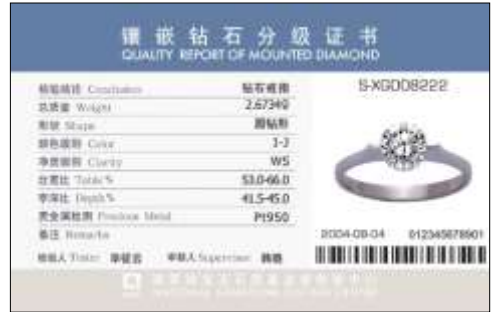 镶嵌钻石分级证书
QUALITY REPORT OF MOUNTED DIAMOND
检验结论 Conclusion 钻石戒指
总质量 Weight 2.6734g
形状 Shape 圆钻形
颜色级别 Color I-J
净度级别 Clarity WS
台宽比 Table% 53.0-66.0
亭深比 Depth% 41.5-45.0
贵金属检测 Precious Metal Pt950
备注 Remarks
检验人 Tester 审核人 Supervisor
S-XGDD8222
2004-09-04 012345678901